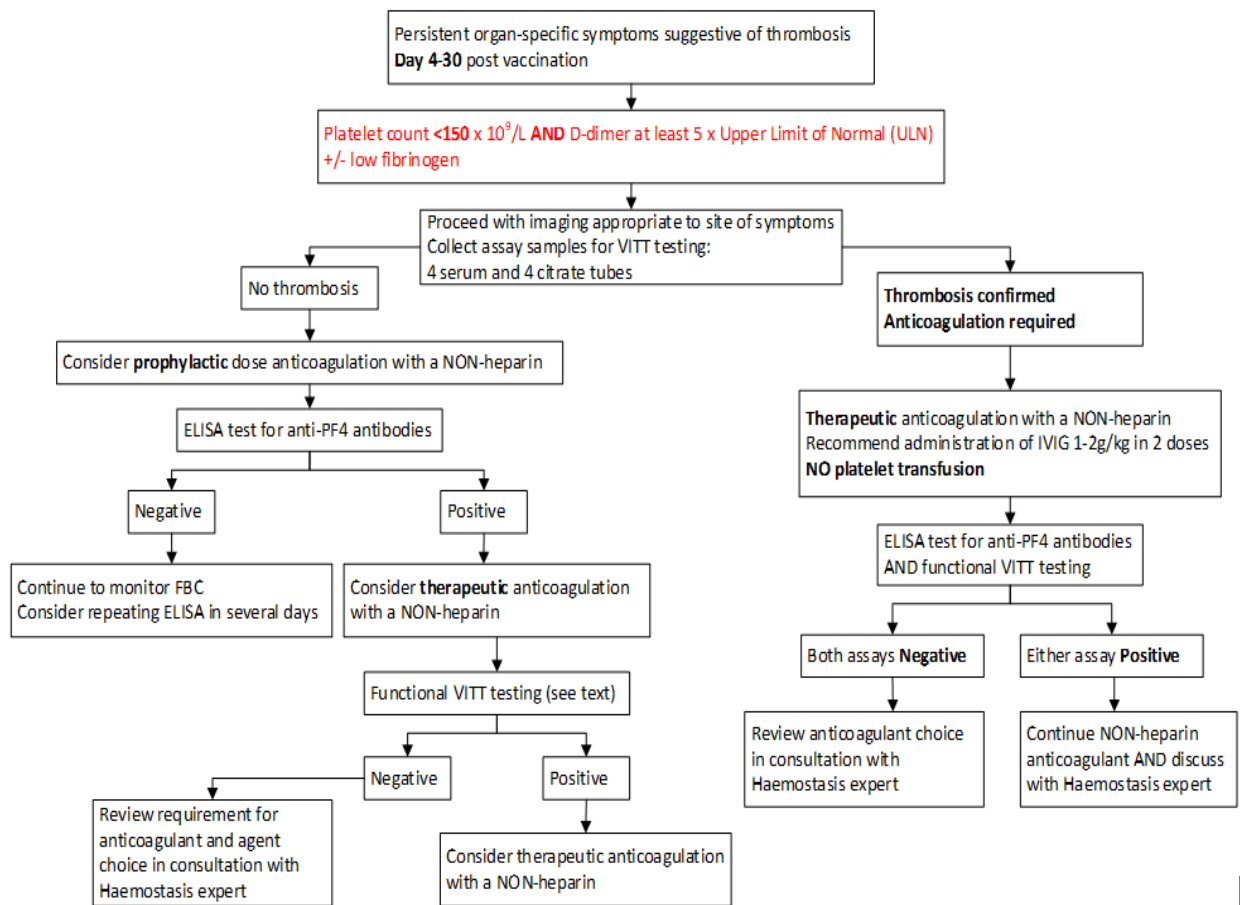 Persistent organ-specific symptoms suggestive of thrombosis
Day 4-30 post vaccination
Platelet count <150 x 10⁹/L AND D-dimer at least 5 x Upper Limit of Normal (ULN)
+/- low fibrinogen
Proceed with imaging appropriate to site of symptoms
Collect assay samples for VITT testing:
4 serum and 4 citrate tubes
No thrombosis
Consider prophylactic dose anticoagulation with a NON-heparin
ELISA test for anti-PF4 antibodies
Negative
Continue to monitor FBC
Consider repeating ELISA in several days
Positive
Consider therapeutic anticoagulation
with a NON-heparin
Functional VITT testing (see text)
Negative
Review requirement for
anticoagulant and agent
choice in consultation with
Haemostasis expert
Positive
Consider therapeutic anticoagulation
with a NON-heparin
Thrombosis confirmed
Anticoagulation required
Therapeutic anticoagulation with a NON-heparin
Recommend administration of IVIG 1-2g/kg in 2 doses
NO platelet transfusion
ELISA test for anti-PF4 antibodies
AND functional VITT testing
Both assays Negative
Review anticoagulant choice
in consultation with
Haemostasis expert
Either assay Positive
Continue NON-heparin
anticoagulant AND discuss
with Haemostasis expert